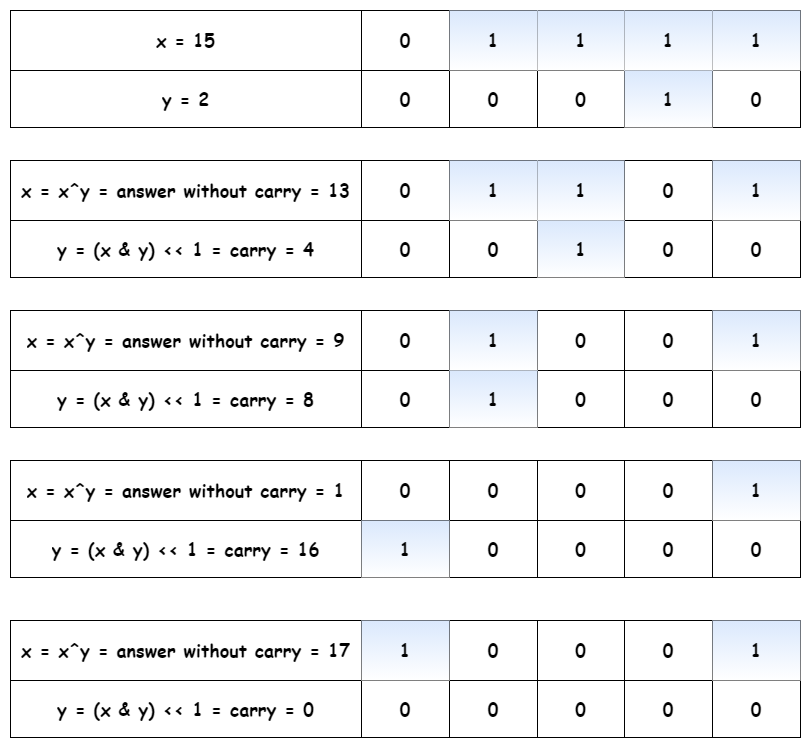 x = 15 0 1 1 1 1
y = 2 0 0 0 1 0
x = x^y = answer without carry = 13 0 1 1 0 1
y = (x & y) << 1 = carry = 4 0 0 1 0 0
x = x^y = answer without carry = 9 0 1 0 0 1
y = (x & y) << 1 = carry = 8 0 1 0 0 0
x = x^y = answer without carry = 1 0 0 0 0 1
y = (x & y) << 1 = carry = 16 1 0 0 0 0
x = x^y = answer without carry = 17 1 0 0 0 1
y = (x & y) << 1 = carry = 0 0 0 0 0 0